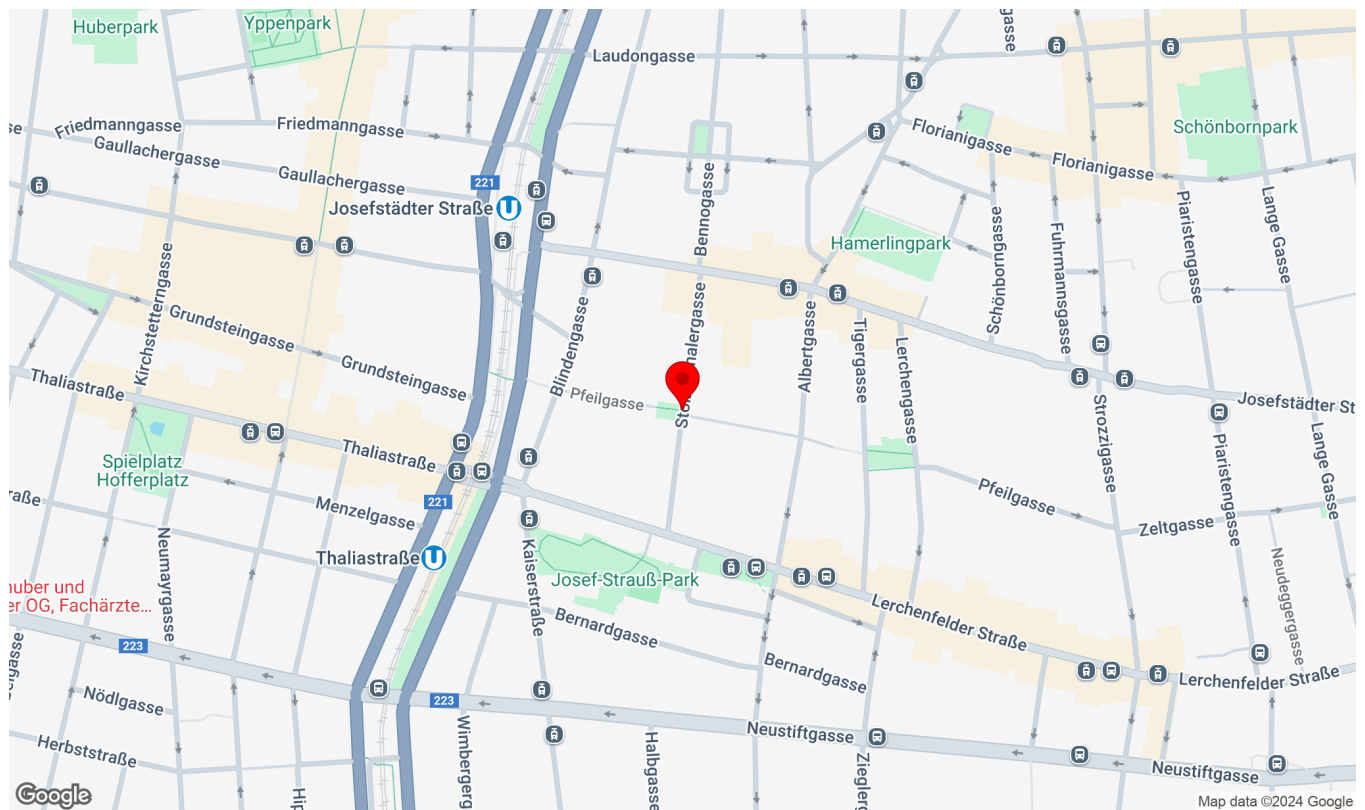 Huberpark
Yppenpark
Laudongasse
gasse
Friedmanngasse
Friedmanngasse
Gaullachergasse
Gaullachergasse
221
Josefstädter Straße
U
Bennogasse
Florianigasse
Florianigasse
Schönbornpark
Lange Gasse
Piaristengasse
Fuhrmannsgasse
Schönborngasse
Hamerlingpark
Kirchstetterngasse
Grundsteingasse
Grundsteingasse
Blindengasse
Pfeilgasse
Albertgasse
Tigergasse
Lerchengasse
Strozzigasse
Josefstädter St
Piaristengasse
Lange Gasse
Thaliastraße
Thaliastraße
Spielplatz
Hofferplatz
221
Menzelgasse
Thaliastraße
U
Neumayrgasse
Kaiserstraße
Josef-Strauß-Park
Pfeilgasse
Zeltgasse
Neudeggergasse
Lerchenfelder Straße
Lerchenfelder Straße
Bernardgasse
Bernardgasse
223
223
Nödlgasse
Herbststraße
Wimberger
Halbgasse
Neustiftgasse
Neustiftgasse
Ziegler
Google
Map data ©2024 Google